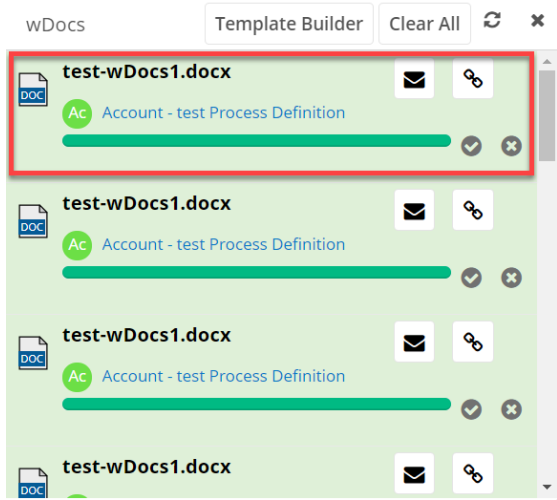 wDocs
Template Builder
Clear All
test-wDocs1.docx
DOC
Ac
Account - test Process Definition
test-wDocs1.docx
DOC
Ac
Account - test Process Definition
test-wDocs1.docx
DOC
Ac
Account - test Process Definition
test-wDocs1.docx
DOC